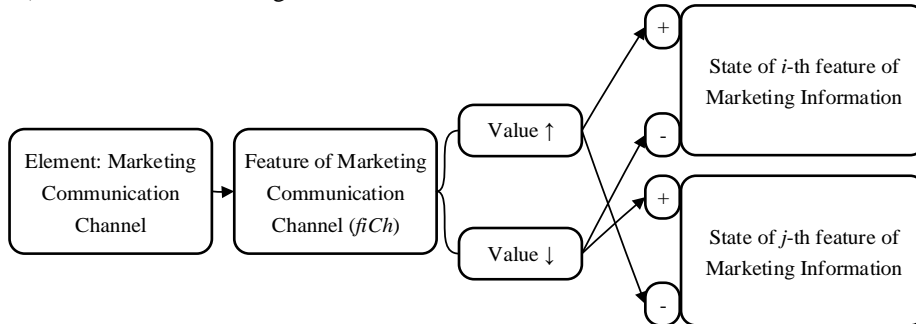 Element: Marketing
Communication
Channel
Feature of Marketing
Communication
Channel (fiCh)
Value ↑
Value ↓
+
-
State of i-th feature of
Marketing Information
+
-
State of j-th feature of
Marketing Information